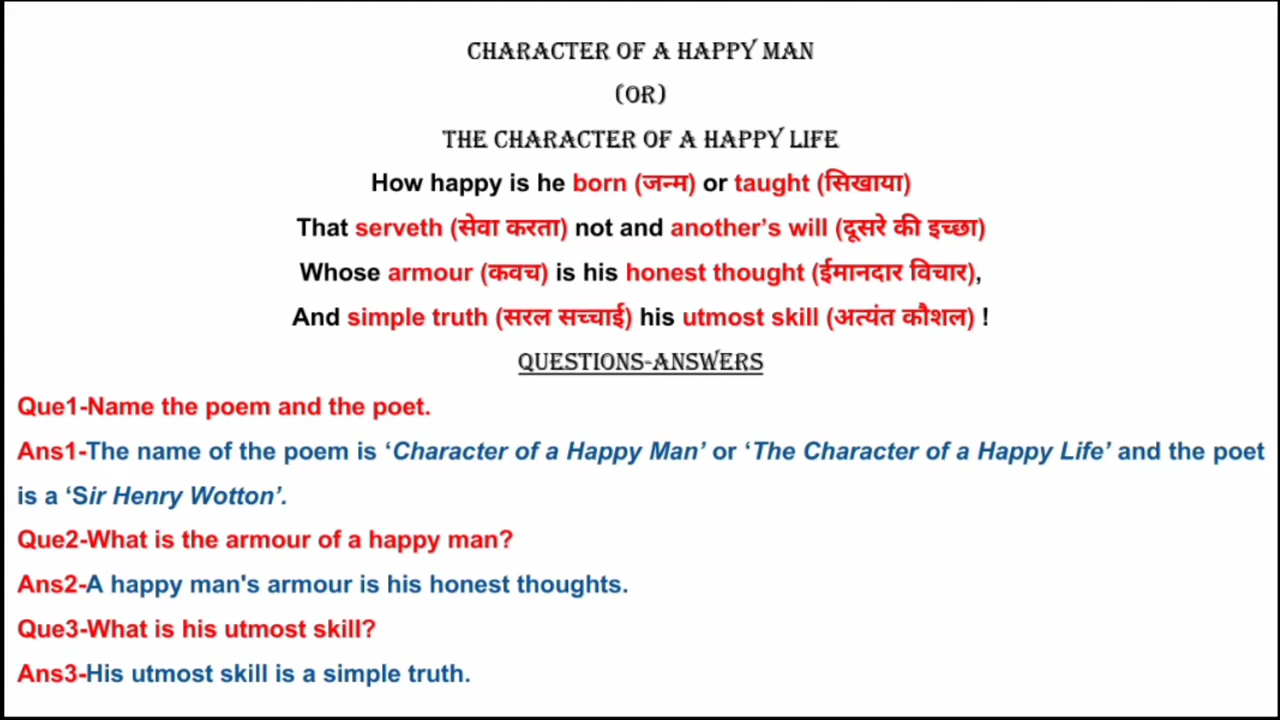 CHARACTER OF A HAPPY MAN
(OR)
THE CHARACTER OF A HAPPY LIFE
How happy is he born (जन्म) or taught (सिखाया)
That serveth (सेवा करता) not and another’s will (दूसरे की इच्छा)
Whose armour (कवच) is his honest thought (ईमानदार विचार),
And simple truth (सरल सच्चाई) his utmost skill (अत्यंत कौशल) !
QUESTIONS-ANSWERS
Que1-Name the poem and the poet.
Ans1-The name of the poem is ‘Character of a Happy Man’ or ‘The Character of a Happy Life’ and the poet
is a ‘Sir Henry Wotton’.
Que2-What is the armour of a happy man?
Ans2-A happy man's armour is his honest thoughts.
Que3-What is his utmost skill?
Ans3-His utmost skill is a simple truth.